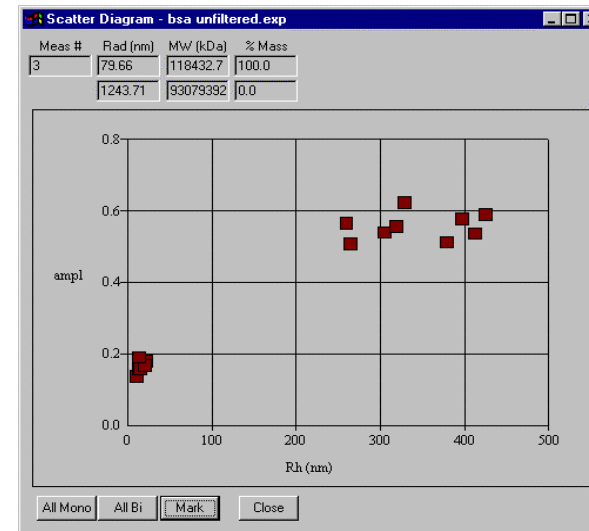 Scatter Diagram - bsa unfiltered.exp
Meas # Rad (nm) MW (kDa) % Mass
3 79.66 118432.7 100.0
1243.71 93079392 0.0
0.8
0.6
ampl 0.4
0.2
0.0
0 100 200 300 400 500
Rh (nm)
All Mono All Bi Mark Close